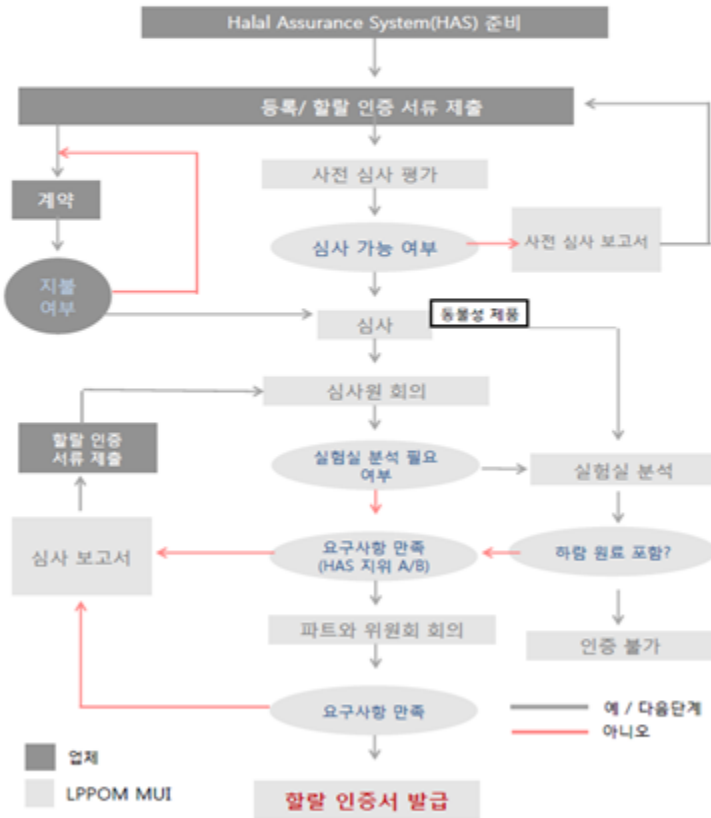 Halal Assurance System(HAS) 준비
등록/ 할랄 인증 서류 제출
사전 심사 평가
계약
심사 가능 여부
사전 심사 보고서
지불
여부
심사
동물성 제품
심사원 회의
할랄 인증
서류 제출
실험실 분석 필요
여부
실험실 분석
심사 보고서
요구사항 만족
(HAS 지위 A/B)
하람 원료 포함?
파트와 위원회 회의
인증 불가
요구사항 만족
예 / 다음단계
아니오
업체
LPPOM MUI
할랄 인증서 발급